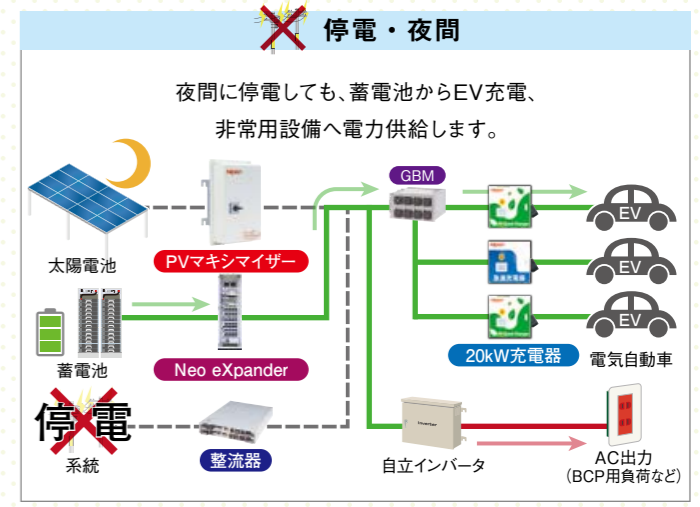 停電・夜間
夜間に停電しても、蓄電池からEV充電、
非常用設備へ電力供給します。
GBM
EV
太陽電池
PVマキシマイザー
EV
蓄電池
Neo eXpander
EV
20kW充電器
電気自動車
停電
系統
整流器
Inverter
自立インバータ
AC出力
（BCP用負荷など）